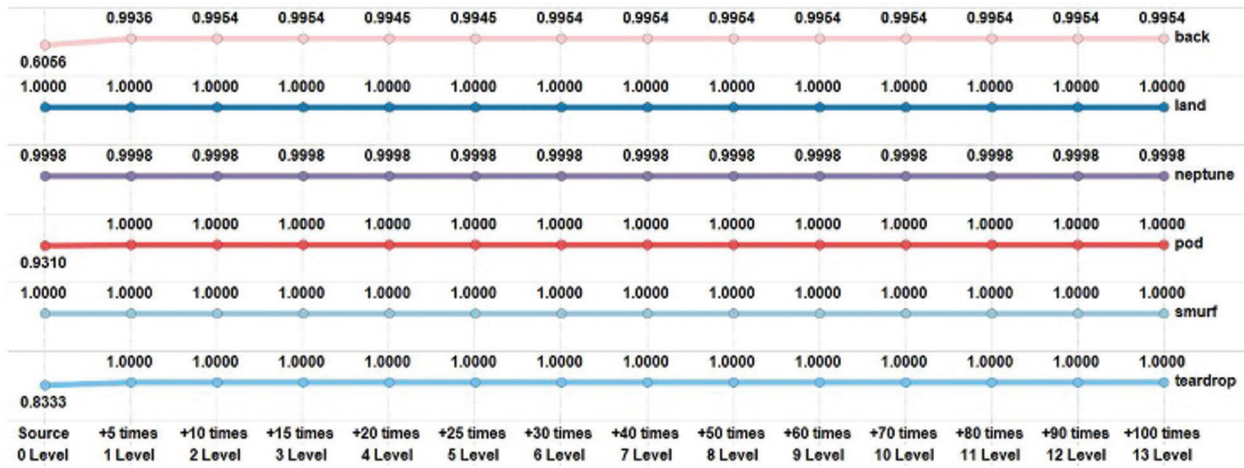 0.9936 0.9954 0.9954 0.9945 0.9945 0.9954 0.9954 0.9954 0.9954 0.9954 0.9954 0.9954 0.9954
back
0.6056
1.0000 1.0000 1.0000 1.0000 1.0000 1.0000 1.0000 1.0000 1.0000 1.0000 1.0000 1.0000 1.0000 1.0000
land
0.9998 0.9998 0.9998 0.9998 0.9998 0.9998 0.9998 0.9998 0.9998 0.9998 0.9998 0.9998 0.9998 0.9998
neptune
1.0000 1.0000 1.0000 1.0000 1.0000 1.0000 1.0000 1.0000 1.0000 1.0000 1.0000 1.0000 1.0000
pod
0.9310
1.0000 1.0000 1.0000 1.0000 1.0000 1.0000 1.0000 1.0000 1.0000 1.0000 1.0000 1.0000 1.0000 1.0000
smurf
1.0000 1.0000 1.0000 1.0000 1.0000 1.0000 1.0000 1.0000 1.0000 1.0000 1.0000 1.0000 1.0000
teardrop
0.8333
Source +5 times +10 times +15 times +20 times +25 times +30 times +40 times +50 times +60 times +70 times +80 times +90 times +100 times
0 Level 1 Level 2 Level 3 Level 4 Level 5 Level 6 Level 7 Level 8 Level 9 Level 10 Level 11 Level 12 Level 13 Level